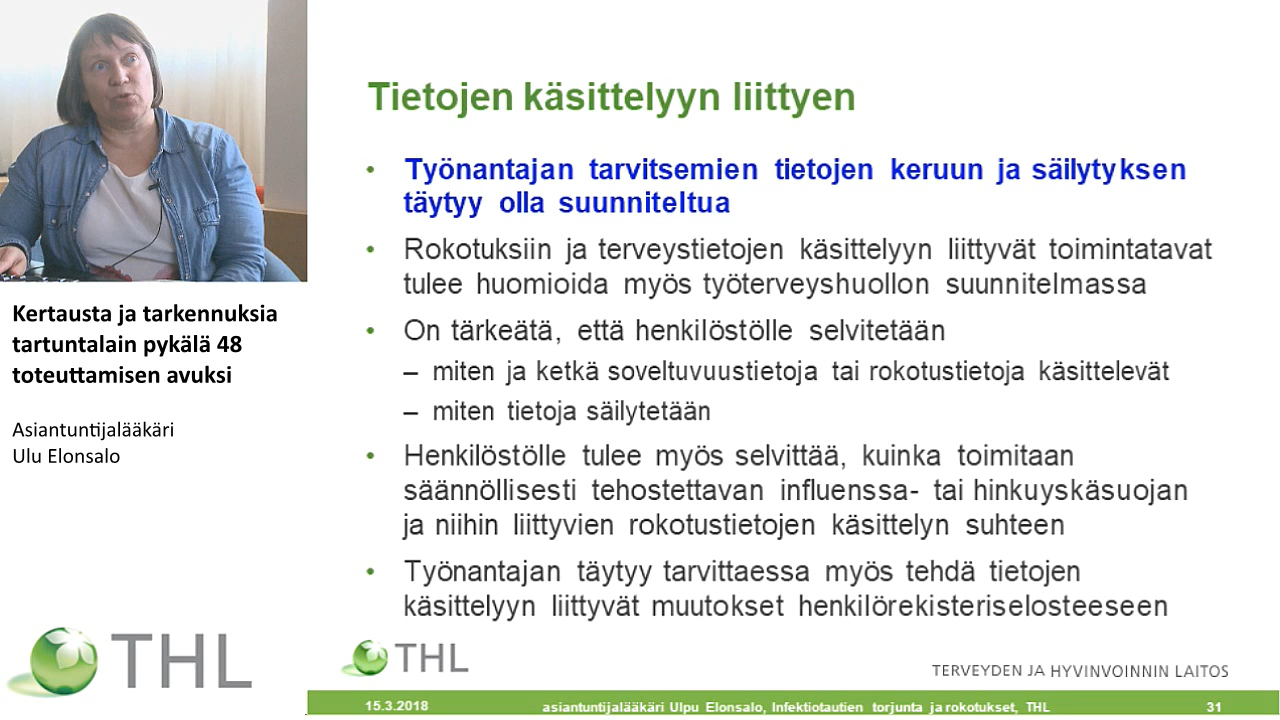 Kertausta ja tarkennuksia
tartuntalain pykälä 48
toteuttamisen avuksi
Asiantuntijalääkäri
Ulu Elonsalo
THL
Tietojen käsittelyyn liittyen
• Työnantajan tarvitsemien tietojen keruun ja säilytyksen
täytyy olla suunniteltua
• Rokotuksiin ja terveystietojen käsittelyyn liittyvät toimintatavat
tulee huomioida myös työterveyshuollon suunnitelmassa
• On tärkeätä, että henkilöstölle selvitetään
– miten ja ketkä soveltuvuustietoja tai rokotustietoja käsittelevät
– miten tietoja säilytetään
• Henkilöstölle tulee myös selvittää, kuinka toimitaan
säännöllisesti tehostettavan influenssa- tai hinkuyskäsuojan
ja niihin liittyvien rokotustietojen käsittelyn suhteen
• Työnantajan täytyy tarvittaessa myös tehdä tietojen
käsittelyyn liittyvät muutokset henkilörekisteriselosteeseen
THL
TERVEYDEN JA HYVINVOINNIN LAITOS
15.3.2018 asiantuntijalääkäri Ulpu Elonsalo, Infektiotautien torjunta ja rokotukset, THL 31